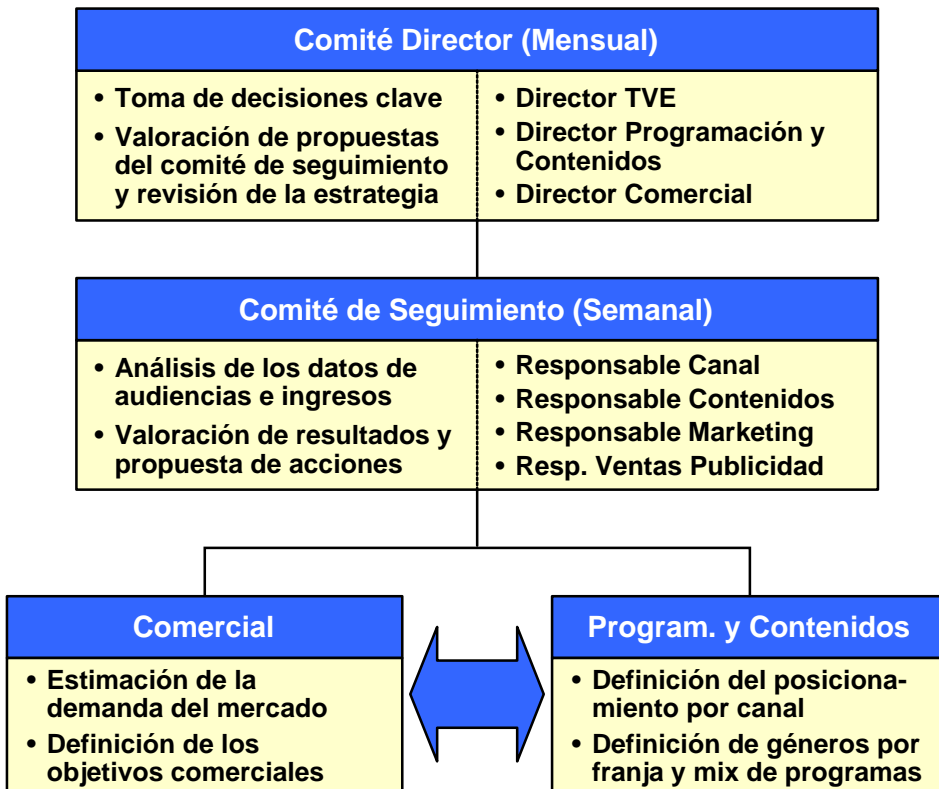 Comité Director (Mensual)
• Toma de decisiones clave
• Valoración de propuestas
del comité de seguimiento
y revisión de la estrategia
• Director TVE
• Director Programación y
Contenidos
• Director Comercial
Comité de Seguimiento (Semanal)
• Análisis de los datos de
audiencias e ingresos
• Valoración de resultados y
propuesta de acciones
• Responsable Canal
• Responsable Contenidos
• Responsable Marketing
• Resp. Ventas Publicidad
Comercial
• Estimación de la
demanda del mercado
• Definición de los
objetivos comerciales
Program. y Contenidos
• Definición del posiciona-
miento por canal
• Definición de géneros por
franja y mix de programas